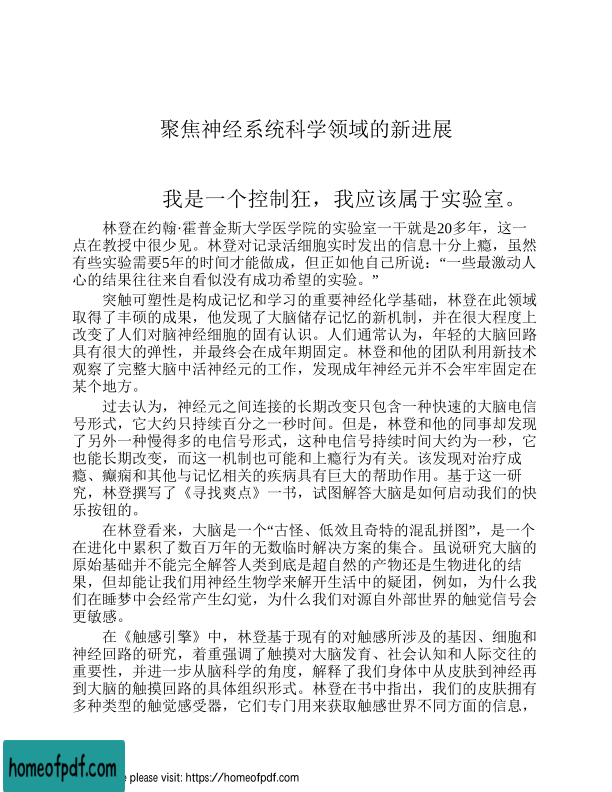 聚焦神经系统科学领域的新进展
我是一个控制狂，我应该属于实验室。
林登在约翰·霍普金斯大学医学院的实验室一干就是20多年，这一
点在教授中很少见。林登对记录活细胞实时发出的信息十分上瘾，虽然
有些实验需要5年的时间才能做成，但正如他自己所说：“一些最激动人
心的结果往往来自看似没有成功希望的实验。”
突触可塑性是构成记忆和学习的重要神经化学基础，林登在此领域
取得了丰硕的成果，他发现了大脑储存记忆的新机制，并在很大程度上
改变了人们对脑神经细胞的固有认识。人们通常认为，年轻的大脑回路
具有很大的弹性，并最终会在成年期固定。林登和他的团队利用新技术
观察了完整大脑中活神经元的工作，发现成年神经元并不会牢牢固定在
某个地方。
过去认为，神经元之间连接的长期改变只包含一种快速的大脑电信
号形式，它大约只持续百分之一秒时间。但是，林登和他的同事却发现
了另外一种慢得多的电信号形式，这种电信号持续时间大约为一秒，它
也能长期改变，而这一机制也可能和上瘾行为有关。该发现对治疗成
瘾、癫痫和其他与记忆相关的疾病具有巨大的帮助作用。基于这一研
究，林登撰写了《寻找爽点》一书，试图解答大脑是如何启动我们的快
乐按钮的。
在林登看来，大脑是一个“古怪、低效且奇特的混乱拼图”，是一个
在进化中累积了数百万年的无数临时解决方案的集合。虽说研究大脑的
原始基础并不能完全解答人类到底是超自然的产物还是生物进化的结
果，但却能让我们用神经生物学来解开生活中的疑团，例如，为什么我
们在睡梦中会经常产生幻觉，为什么我们对源自外部世界的触觉信号会
更敏感。
在《触感引擎》中，林登基于现有的对触感所涉及的基因、细胞和
神经回路的研究，着重强调了触摸对大脑发育、社会认知和人际交往的
重要性，并进一步从脑科学的角度，解释了我们身体中从皮肤到神经再
到大脑的触摸回路的具体组织形式。林登在书中指出，我们的皮肤拥有
多种类型的触觉感受器，它们专门用来获取触感世界不同方面的信息，
homeofpdf.com
e please visit: https://homeofpdf.com